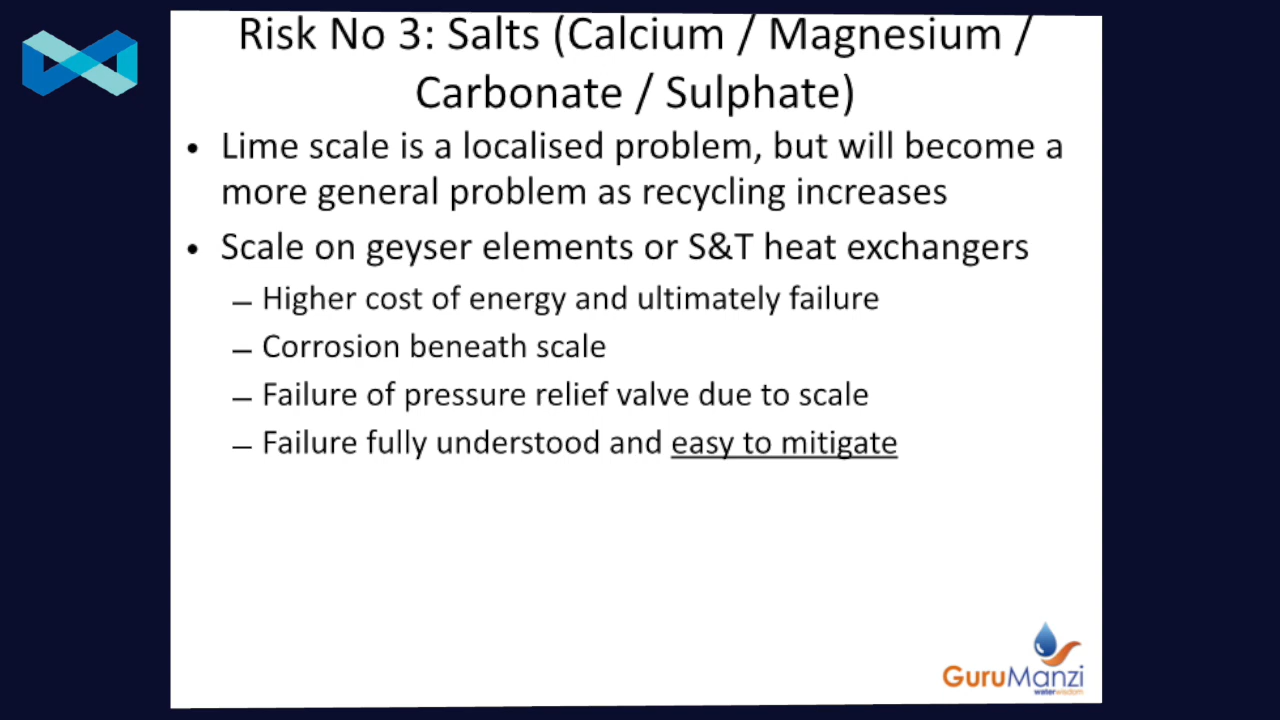 Risk No 3: Salts (Calcium / Magnesium /
Carbonate / Sulphate)
• Lime scale is a localised problem, but will become a
more general problem as recycling increases
• Scale on geyser elements or S&T heat exchangers
– Higher cost of energy and ultimately failure
– Corrosion beneath scale
– Failure of pressure relief valve due to scale
– Failure fully understood and easy to mitigate
GuruManzi
waterwisdom